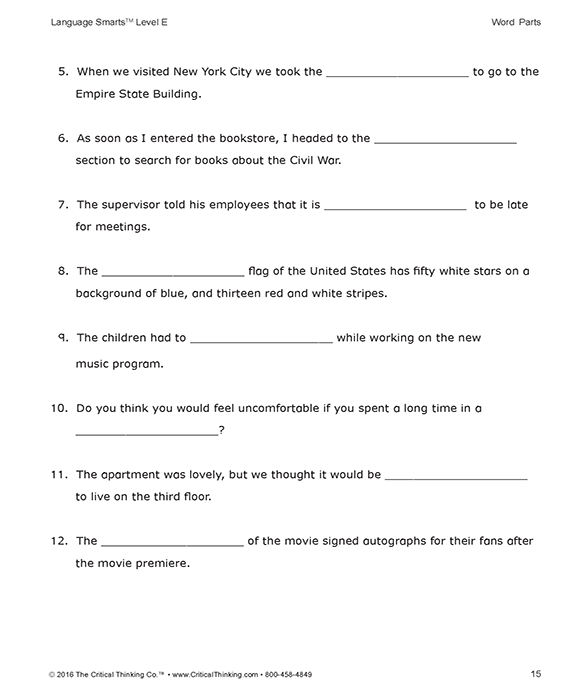 Language Smarts™ Level E
Word Parts
5. When we visited New York City we took the ____________________ to go to the
Empire State Building.
6. As soon as I entered the bookstore, I headed to the ____________________
section to search for books about the Civil War.
7. The supervisor told his employees that it is ____________________ to be late
for meetings.
8. The ____________________ flag of the United States has fifty white stars on a
background of blue, and thirteen red and white stripes.
9. The children had to ____________________ while working on the new
music program.
10. Do you think you would feel uncomfortable if you spent a long time in a
____________________?
11. The apartment was lovely, but we thought it would be ____________________
to live on the third floor.
12. The ____________________ of the movie signed autographs for their fans after
the movie premiere.
© 2016 The Critical Thinking Co.™ • www.CriticalThinking.com • 800-458-4849
15